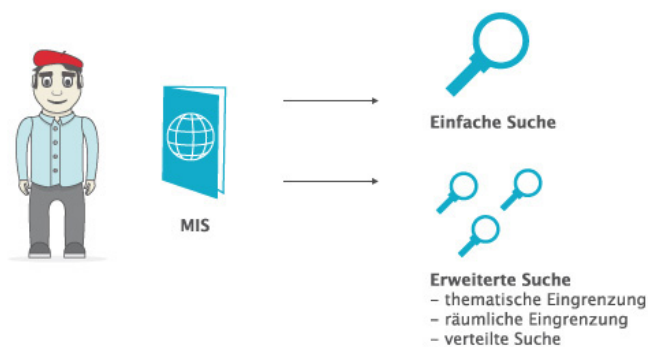 Einfache Suche
MIS
Erweiterte Suche
– thematische Eingrenzung
– räumliche Eingrenzung
– verteilte Suche